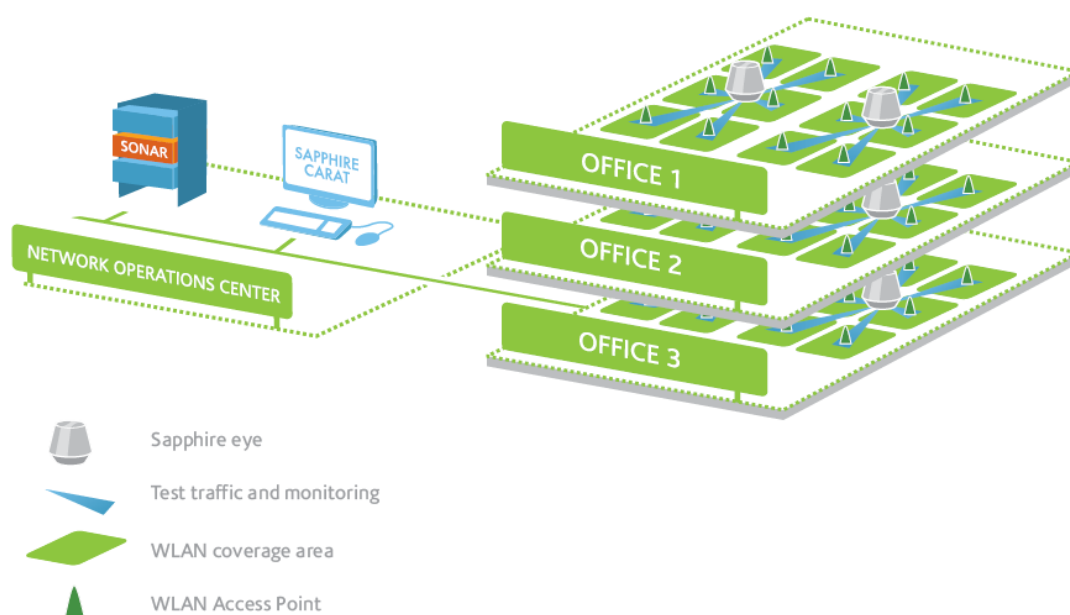 SONAR
SAPPHIRE
CARAT
NETWORK OPERATIONS CENTER
OFFICE 1
OFFICE 2
OFFICE 3
Sapphire eye
Test traffic and monitoring
WLAN coverage area
WLAN Access Point